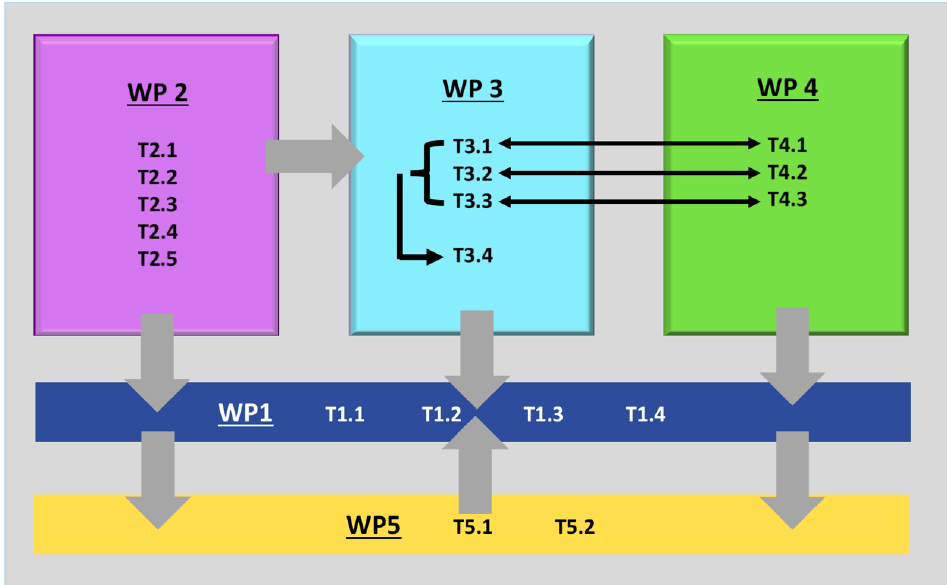 WP 2
T2.1
T2.2
T2.3
T2.4
T2.5
WP 3
T3.1
T3.2
T3.3
T3.4
WP 4
T4.1
T4.2
T4.3
WP1 T1.1 T1.2 T1.3 T1.4
WP5 T5.1 T5.2